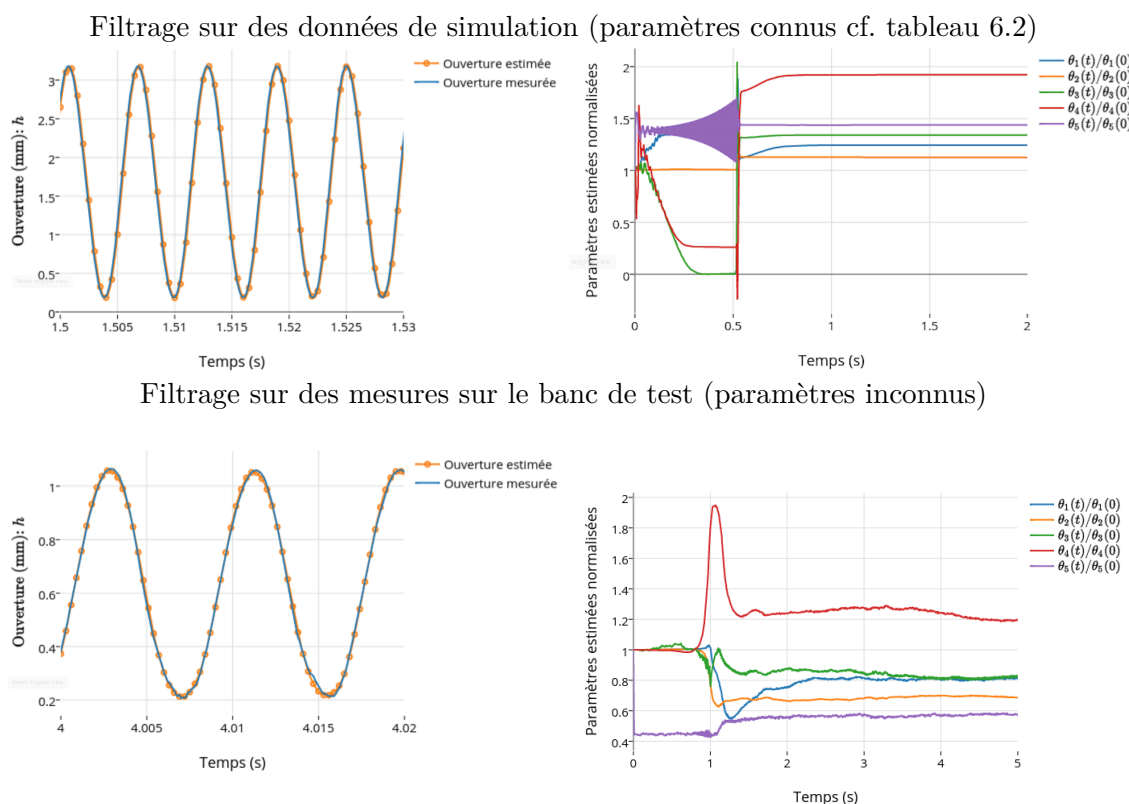 Filtrage sur des données de simulation (paramètres connus cf. tableau 6.2)
Ouverture (mm): h
3
2.5
2
1.5
1
0.5
0
1.5
1.505
1.51
1.515
1.52
1.525
1.53
Temps (s)
Ouverture estimée
Ouverture mesurée
Paramètres estimées normalisées
2
1.5
1
0.5
0
0
0.5
1
1.5
2
Temps (s)
θ₁(t)/θ₁(0)
θ₂(t)/θ₂(0)
θ₃(t)/θ₃(0)
θ₄(t)/θ₄(0)
θ₅(t)/θ₅(0)
Filtrage sur des mesures sur le banc de test (paramètres inconnus)
Ouverture (mm): h
1
0.8
0.6
0.4
0.2
4
4.005
4.01
4.015
4.02
Temps (s)
Ouverture estimée
Ouverture mesurée
Paramètres estimées normalisées
2
1.8
1.6
1.4
1.2
1
0.8
0.6
0.4
0
1
2
3
4
5
Temps (s)
θ₁(t)/θ₁(0)
θ₂(t)/θ₂(0)
θ₃(t)/θ₃(0)
θ₄(t)/θ₄(0)
θ₅(t)/θ₅(0)